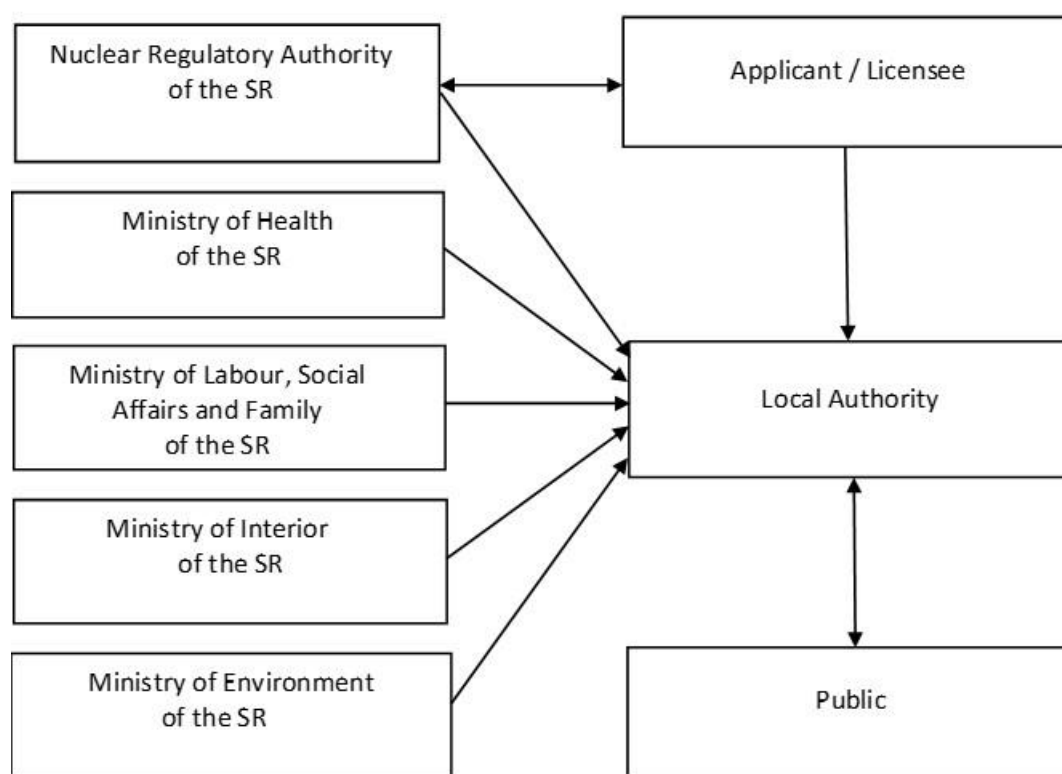 Nuclear Regulatory Authority
of the SR
Applicant / Licensee
Ministry of Health
of the SR
Ministry of Labour, Social
Affairs and Family
of the SR
Local Authority
Ministry of Interior
of the SR
Ministry of Environment
of the SR
Public